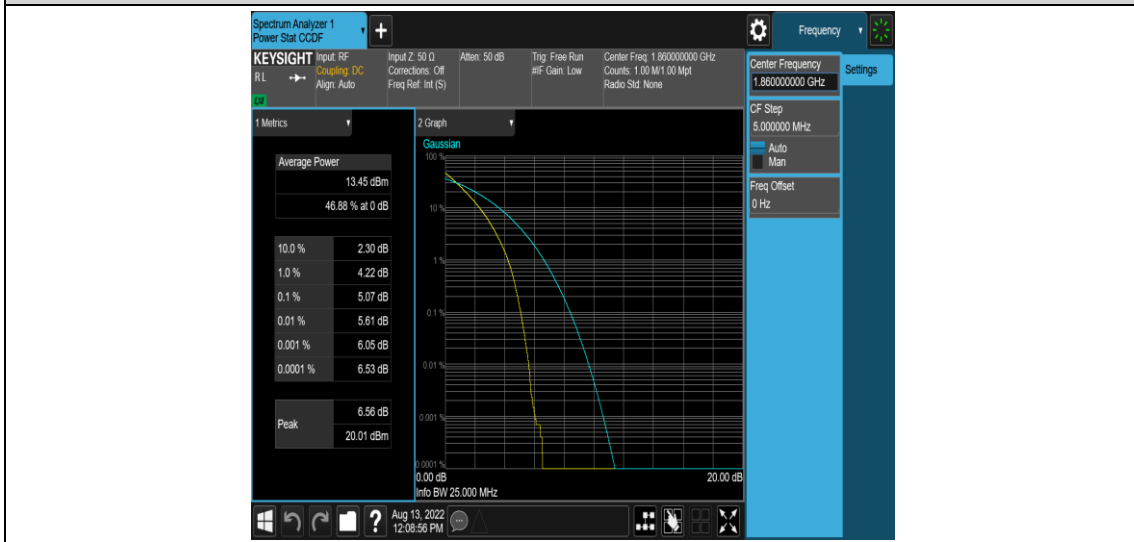 Spectrum Analyzer 1
Power Stat CCDF
Frequency
KEYSIGHT
RL
LXI
Input: RF
Coupling: DC
Align: Auto
Input Z: 50 Ω
Corrections: Off
Freq Ref: Int (S)
Atten: 50 dB
Trig: Free Run
#IF Gain: Low
Center Freq: 1.860000000 GHz
Counts: 1.00 M/1.00 Mpt
Radio Std: None
Center Frequency
1.860000000 GHz
Settings
CF Step
5.000000 MHz
Auto
Man
Freq Offset
0 Hz
1 Metrics
Average Power
13.45 dBm
46.88 % at 0 dB
10.0 % 2.30 dB
1.0 % 4.22 dB
0.1 % 5.07 dB
0.01 % 5.61 dB
0.001 % 6.05 dB
0.0001 % 6.53 dB
Peak 6.56 dB
20.01 dBm
2 Graph
Gaussian
100 %
10 %
1 %
0.1 %
0.01 %
0.001 %
0.0001 %
0.00 dB 20.00 dB
Info BW 25.000 MHz
?
Aug 13, 2022
12:08:56 PM